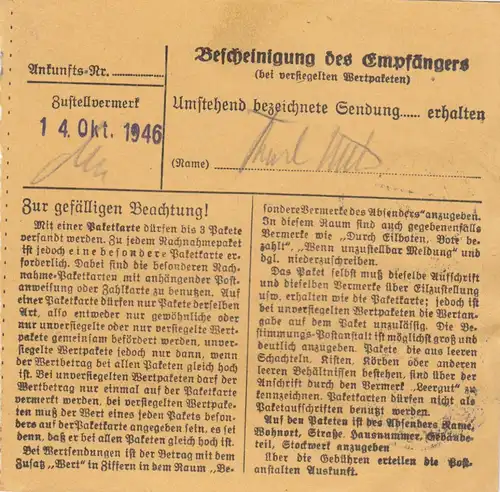 Ankunfts-Nr. ............
Zustellvermerk
1 4. Okt. 1946
Bescheinigung des Empfängers
(bei versiegelten Wertpaketen)
Umstehend bezeichnete Sendung...... erhalten
(Name)
Zur gefälligen Beachtung!
Mit einer Paketkarte dürfen bis 3 Pakete
versandt werden. Zu jedem Nachnahmepaket
ist jedoch eine besondere Paketkarte er-
forderlich. Dabei sind die besonderen Nach-
nahme-Paketkarten mit anhängender Post-
anweisung oder Zahlkarte zu benutzen. Auf
einer Paketkarte dürfen nur Pakete derselben
Art, also entweder nur gewöhnliche oder
nur unversiegelte oder nur versiegelte Wert-
pakete gemeinsam befördert werden, unver-
siegelte Wertpakete jedoch nur dann, wenn
der Wertbetrag bei allen Paketen gleich hoch
ist. Bei unversiegelten Wertpaketen darf der
Wertbetrag nur einmal auf der Paketkarte
vermerkt werden, bei versiegelten Wertpake-
ten muß der Wert eines jeden Pakets beson-
ders auf der Paketkarte angegeben sein, es sei
denn, daß er bei allen Paketen gleich hoch ist.
Bei Wertsendungen ist der Betrag mit dem
Zusatz „Wert" in Ziffern in dem Raum „Be-
sondere Vermerke des Absenders" anzugeben.
In diesem Raum sind auch gegebenenfalls
Vermerke wie „Durch Eilboten, Bote be-
zahlt", „Wenn unzustellbar Meldung" und
dgl. niederzuschreiben.
Das Paket selbst muß dieselbe Aufschrift
und dieselben Vermerke über Eilzustellung
usw. erhalten wie die Paketkarte; jedoch ist
bei unversiegelten Wertpaketen die Wertan-
gabe auf dem Paket unzulässig. Die Be-
stimmungs-Postanstalt ist möglichst groß und
deutlich anzugeben. Pakete die aus leeren
Schachteln, Kisten, Körben oder anderen
leeren Behältnissen bestehen, sind über der
Anschrift durch den Vermerk „Leergut" zu
kennzeichnen. Paketkarten dürfen nicht als
Paketaufschriften benutzt werden.
Auf den Paketen ist des Absenders Name,
Wohnort, Straße, Hausnummer, Gebäude-
teil, Stockwerk anzugeben
über die Gebühren erteilen die Post-
anstalten Auskunft.